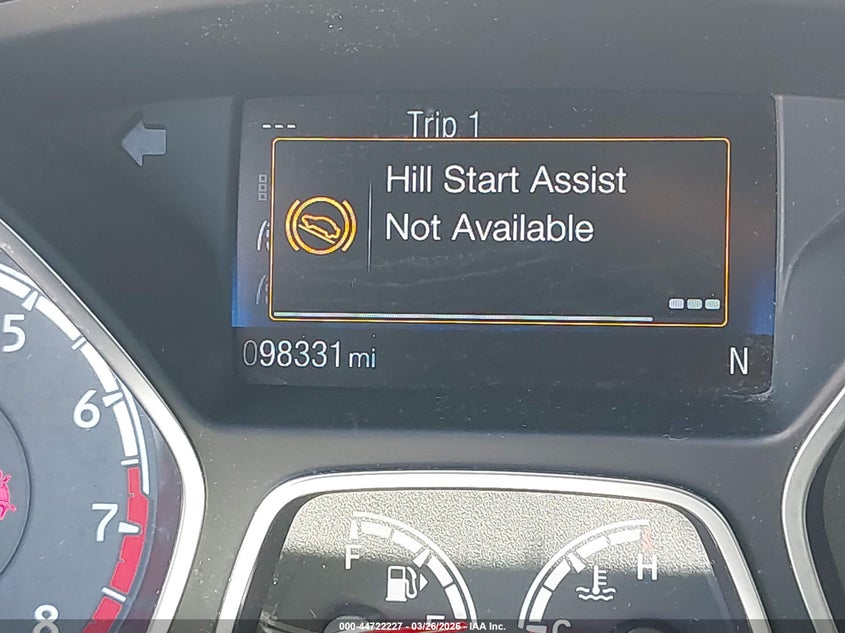 Trip 1
---
Hill Start Assist
Not Available
098331 mi
N
5
6
7
8
F
H
C
000-44722227 - 03/26/2026 - IAA Inc.